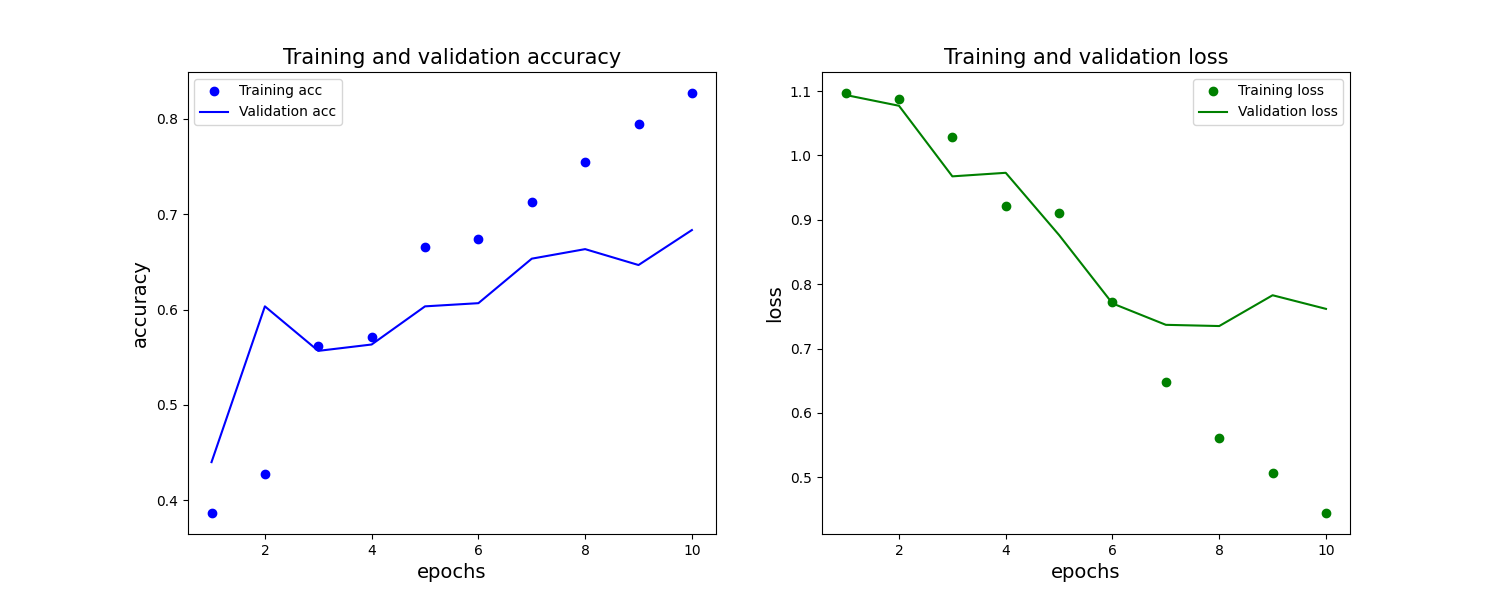 Training and validation accuracy
Training acc
Validation acc
0.8
0.7
0.6
0.5
0.4
accuracy
2 4 6 8 10
epochs
Training and validation loss
Training loss
Validation loss
1.1
1.0
0.9
0.8
0.7
0.6
0.5
loss
2 4 6 8 10
epochs